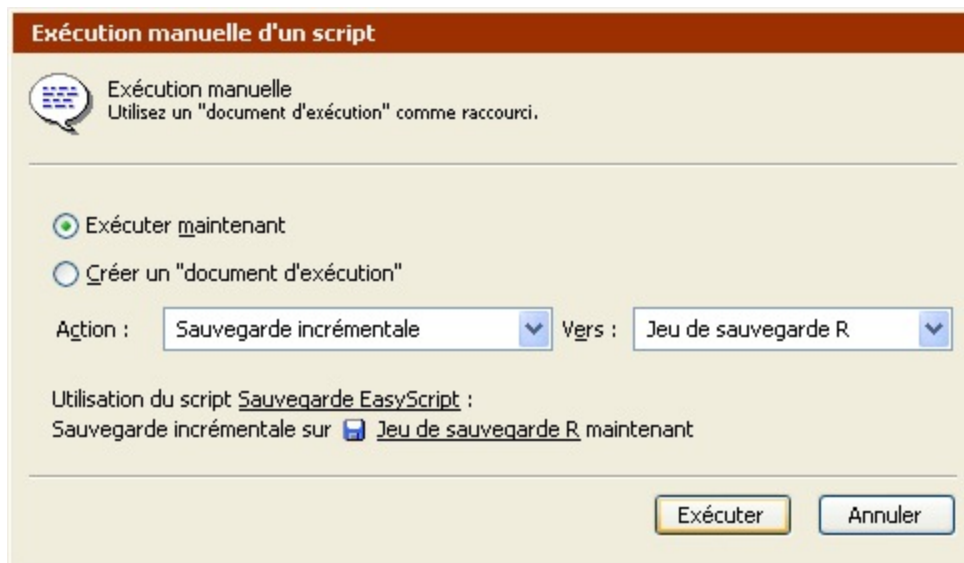 Exécution manuelle d'un script
Exécution manuelle
Utilisez un "document d'exécution" comme raccourci.
Exécuter maintenant
Créer un "document d'exécution"
Action : Sauvegarde incrémentale Vers : Jeu de sauvegarde R
Utilisation du script Sauvegarde EasyScript :
Sauvegarde incrémentale sur Jeu de sauvegarde R maintenant
Exécuter Annuler